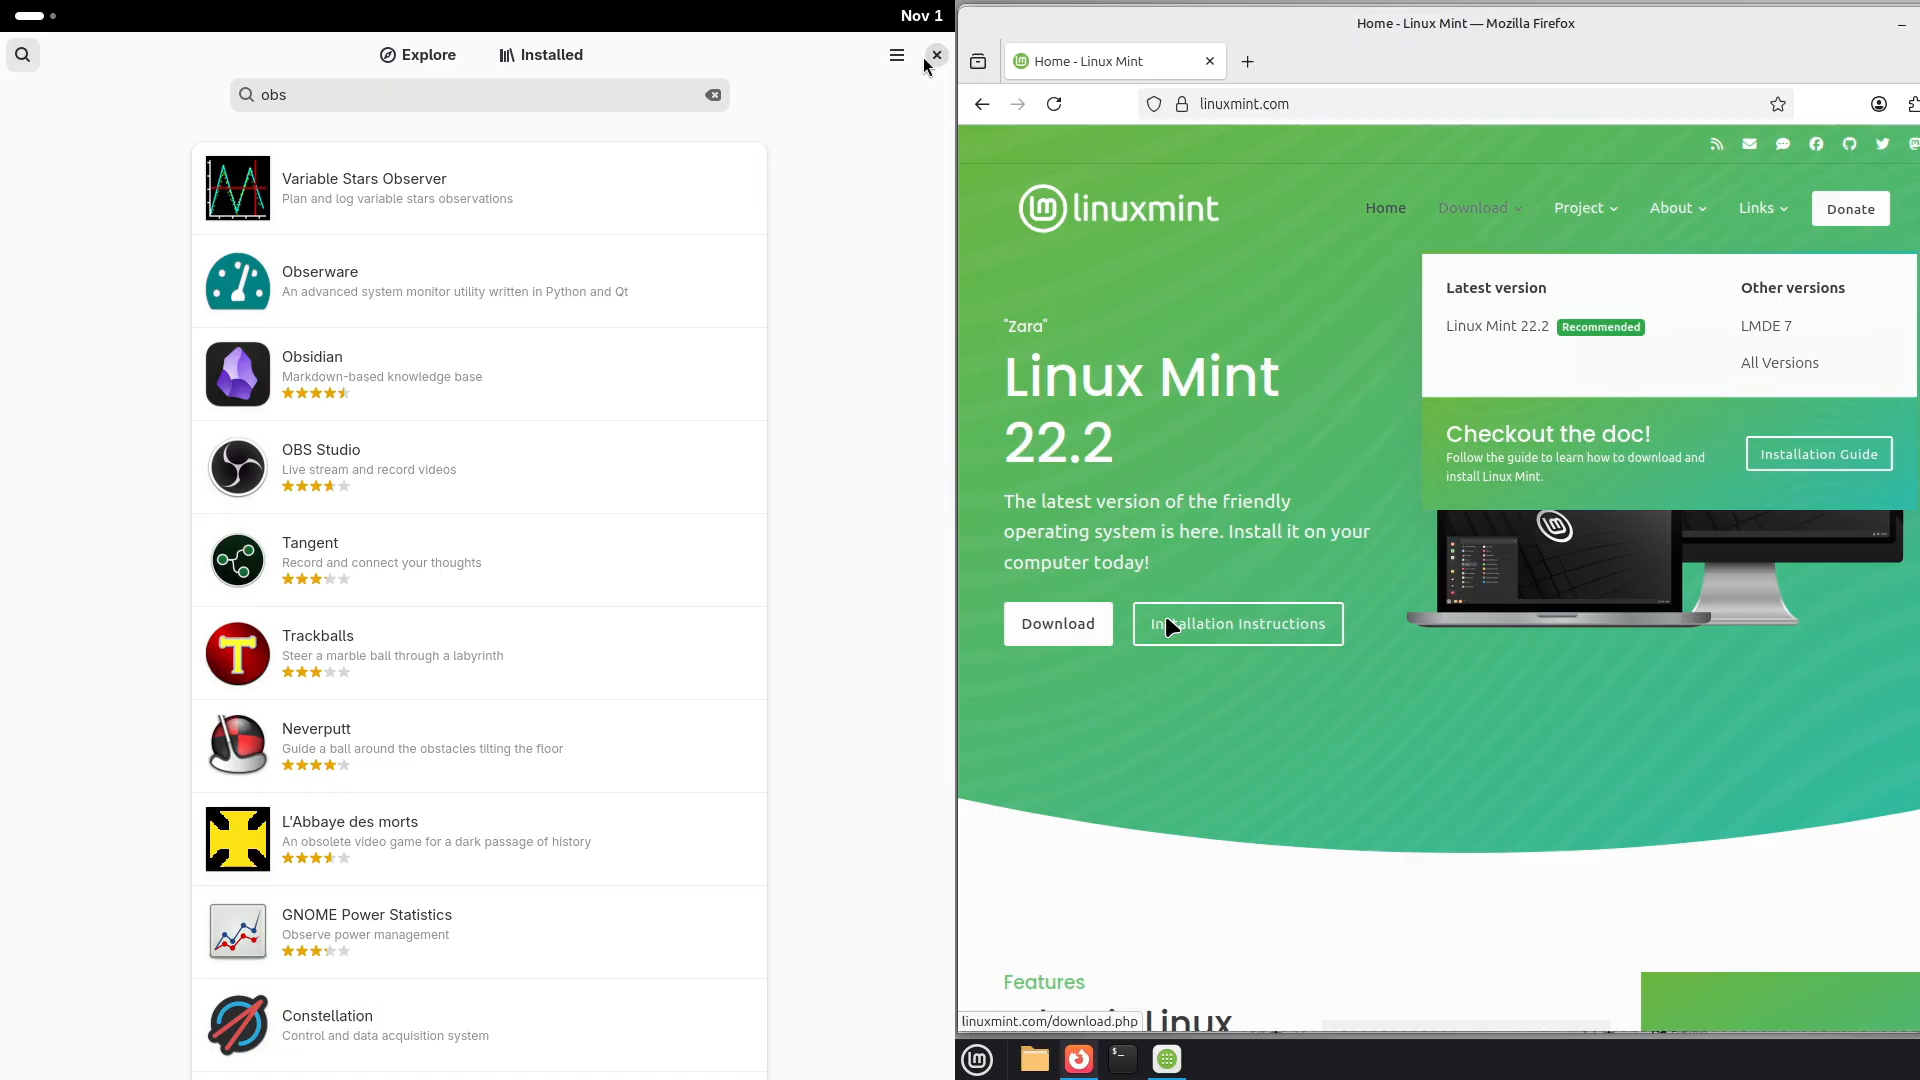 Nov 1
Explore
Installed
obs
Variable Stars Observer
Plan and log variable stars observations
Obserware
An advanced system monitor utility written in Python and Qt
Obsidian
Markdown-based knowledge base
OBS Studio
Live stream and record videos
Tangent
Record and connect your thoughts
Trackballs
Steer a marble ball through a labyrinth
Neverputt
Guide a ball around the obstacles tilting the floor
L'Abbaye des morts
An obsolete video game for a dark passage of history
GNOME Power Statistics
Observe power management
Constellation
Control and data acquisition system
Home - Linux Mint — Mozilla Firefox
Home - Linux Mint
linuxmint.com
linuxmint
Home
Download
Project
About
Links
Donate
Latest version
Other versions
Linux Mint 22.2 Recommended
LMDE 7
All Versions
Checkout the doc!
Follow the guide to learn how to download and
install Linux Mint.
Installation Guide
"Zara"
Linux Mint
22.2
The latest version of the friendly
operating system is here. Install it on your
computer today!
Download
Installation Instructions
Features
Linux
linuxmint.com/download.php